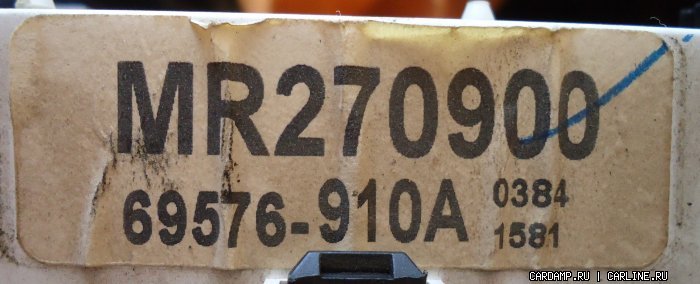 MR270900
69576-910A 0384
1581
CARDAMP.RU | CARLINE.RU